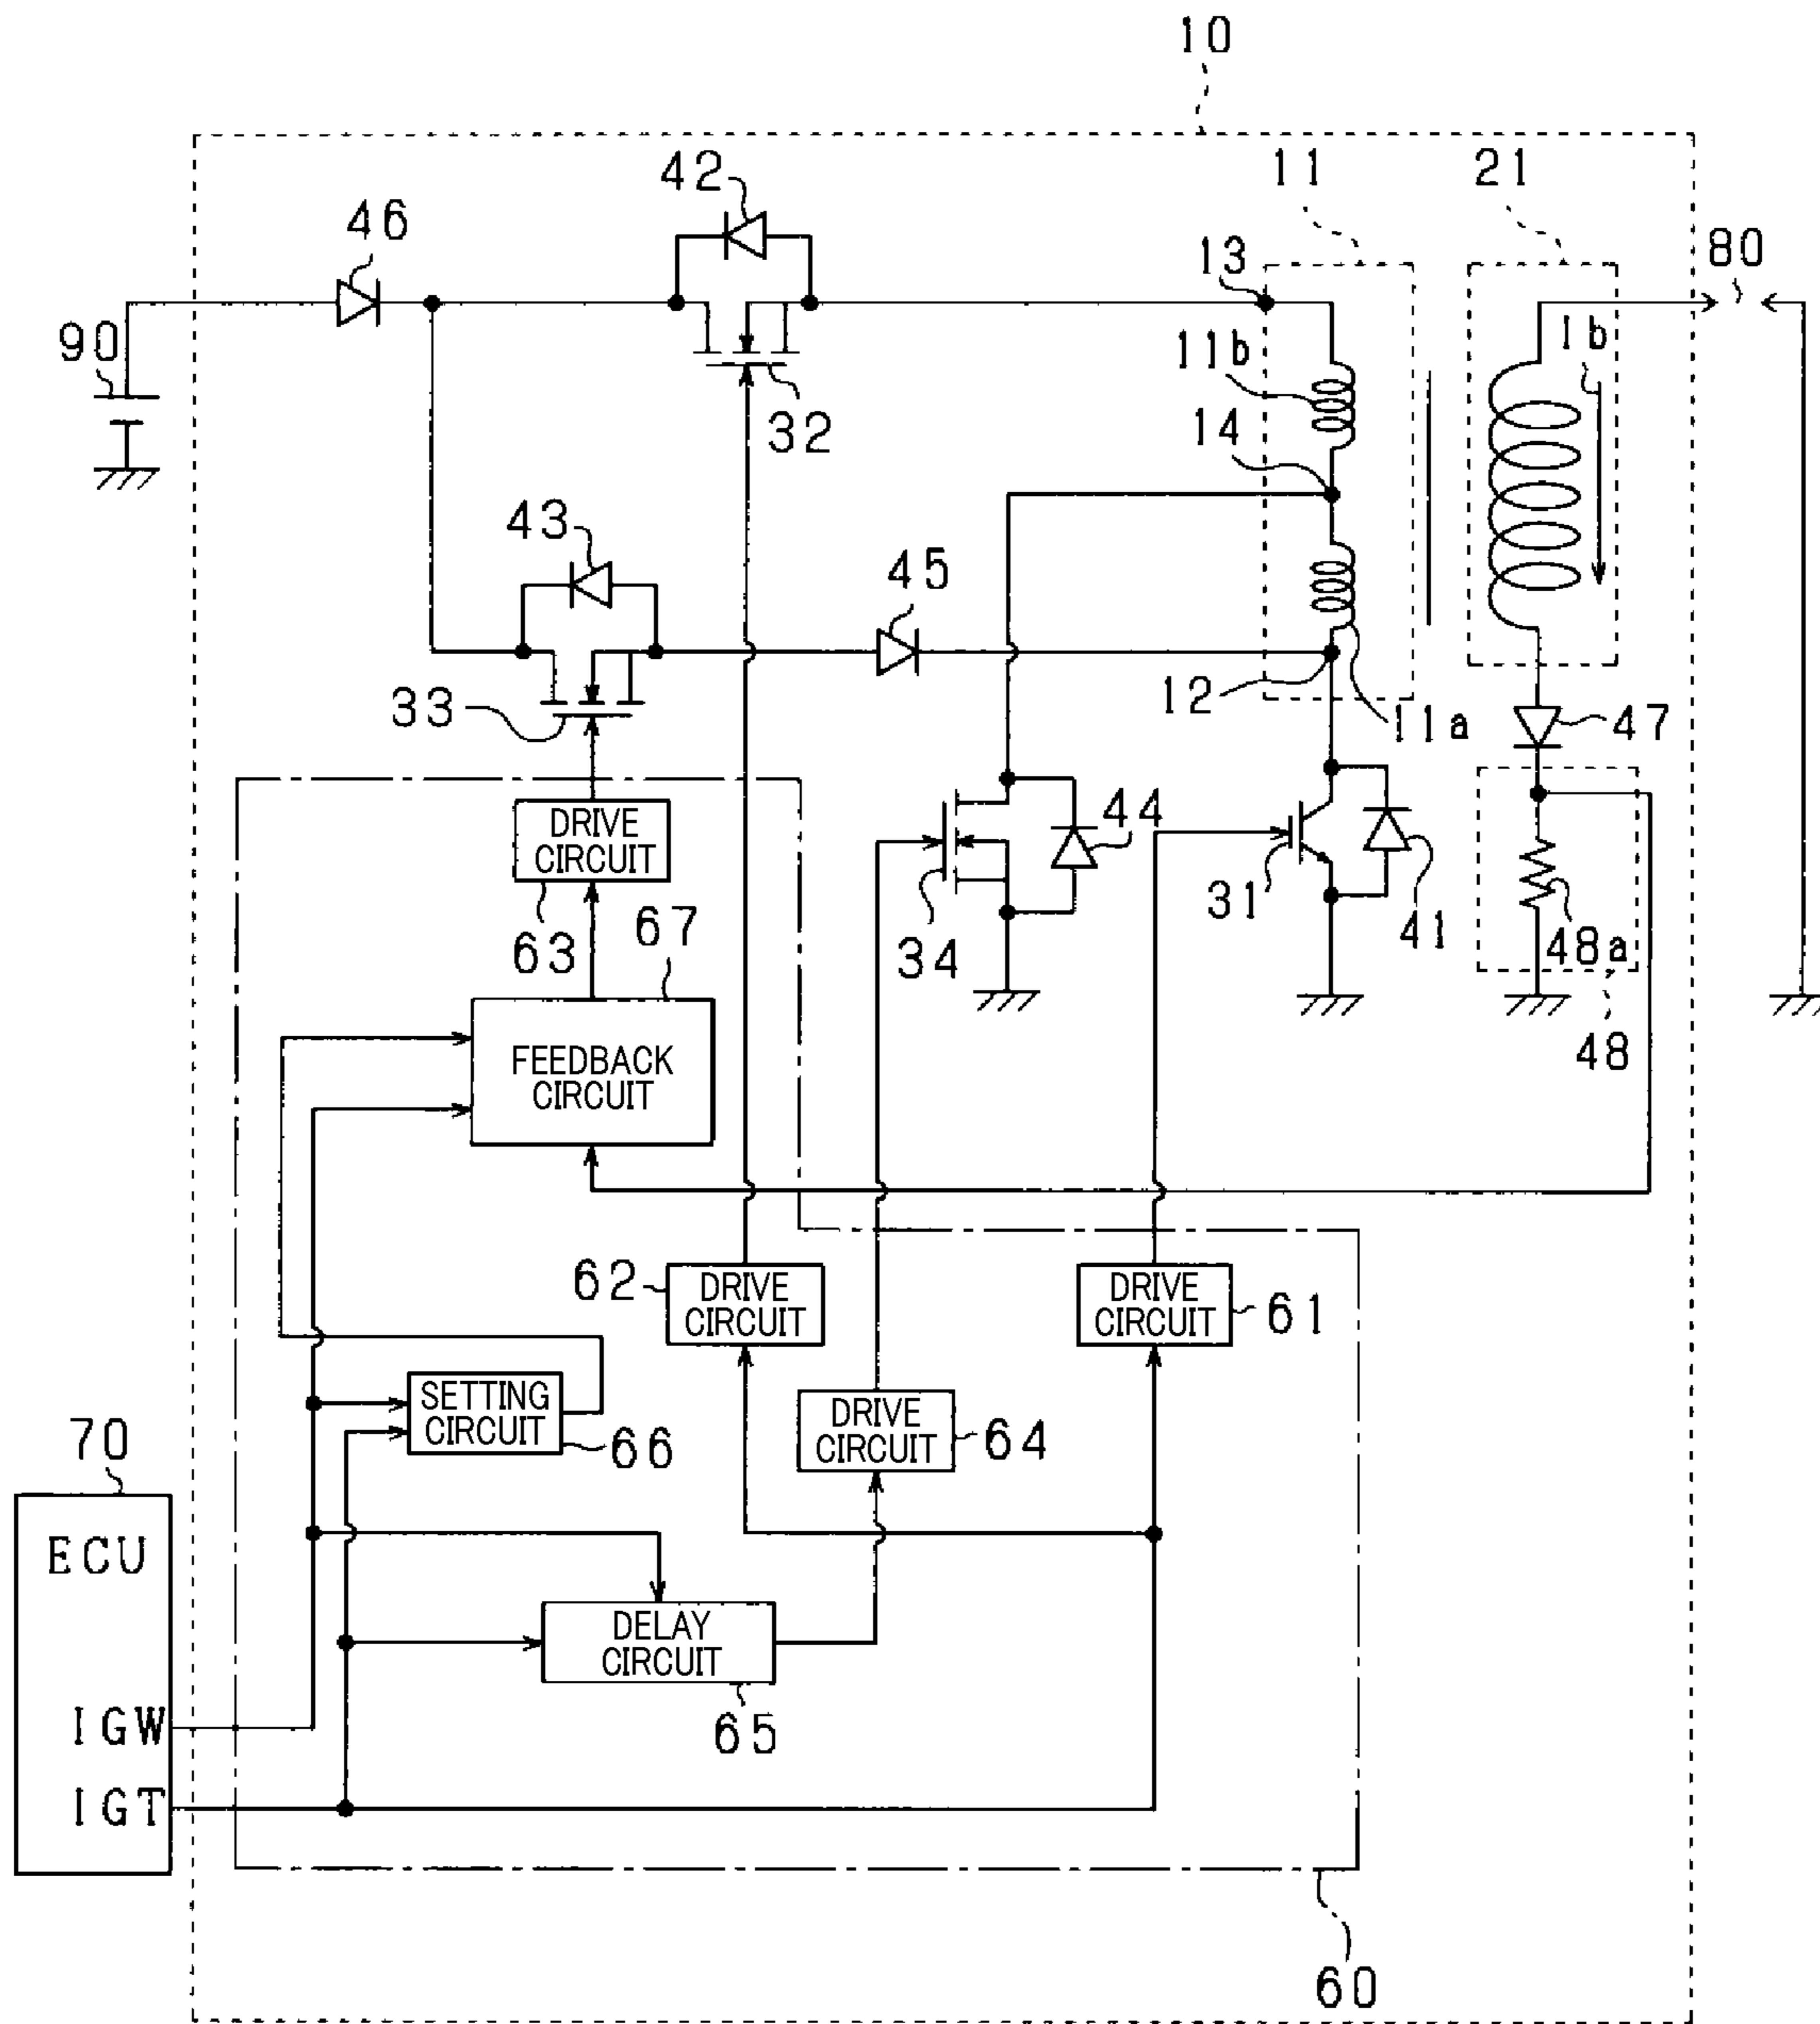 10
42
11
21
46
13
80
90
11b
Ib
32
14
43
45
12
33
11a
47
DRIVE
CIRCUIT
44
63
67
34
31
41
48a
48
FEEDBACK
CIRCUIT
62
DRIVE
CIRCUIT
DRIVE
CIRCUIT
61
SETTING
CIRCUIT
66
DRIVE
CIRCUIT
64
70
ECU
DELAY
CIRCUIT
65
IGW
IGT
60